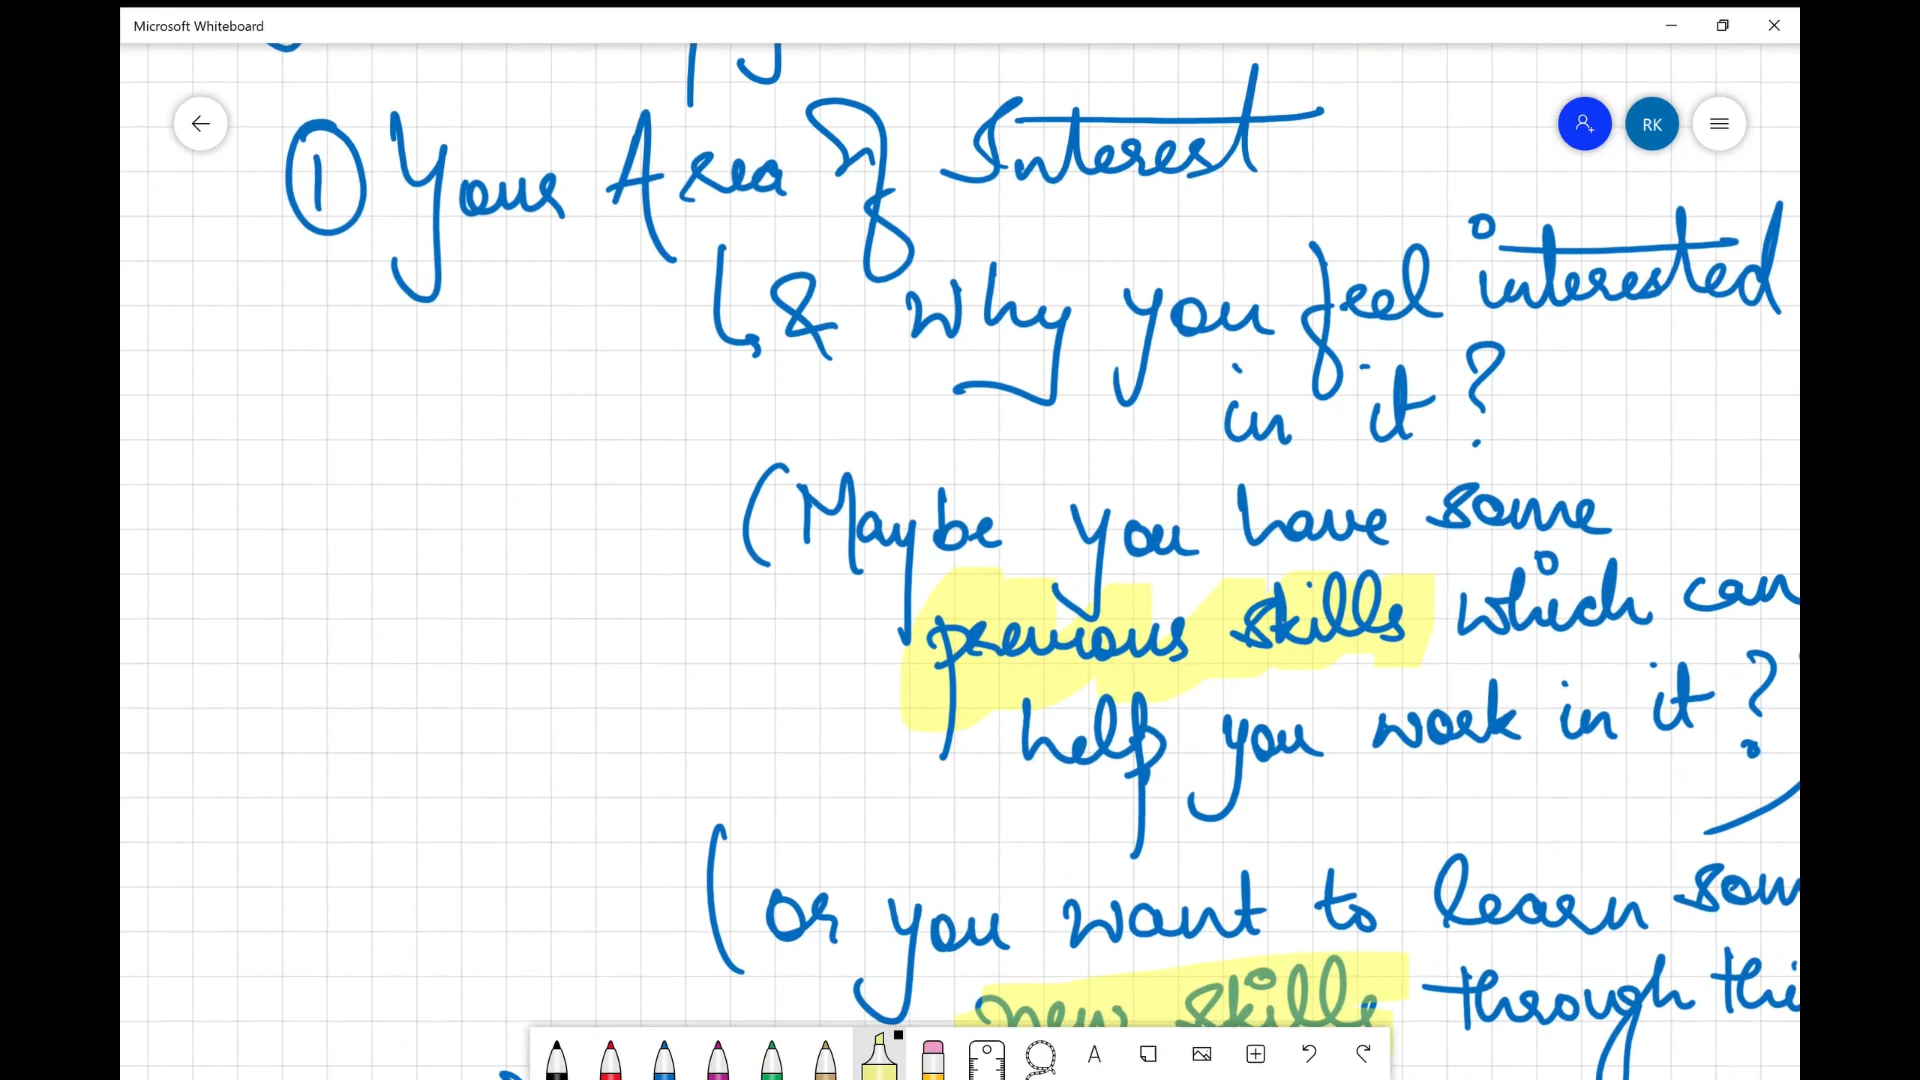 Microsoft Whiteboard
RK
① Your Area of Interest
↳ & why you feel interested
in it?
(Maybe you have some
previous skills which can
help you work in it?
(or you want to learn som
new skills through thi
A